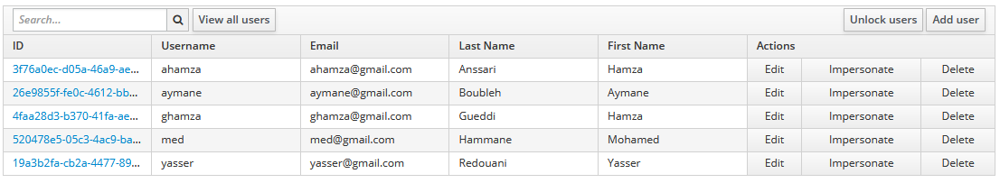 Search... View all users Unlock users Add user
ID Username Email Last Name First Name Actions
3f76a0ec-d05a-46a9-ae... ahamza ahamza@gmail.com Anssari Hamza Edit Impersonate Delete
26e9855f-fe0c-4612-bb... aymane aymane@gmail.com Boubleh Aymane Edit Impersonate Delete
4faa28d3-b370-41fa-ae... ghamza ghamza@gmail.com Gueddi Hamza Edit Impersonate Delete
520478e5-05c3-4ac9-ba... med med@gmail.com Hammane Mohamed Edit Impersonate Delete
19a3b2fa-cb2a-4477-89... yasser yasser@gmail.com Redouani Yasser Edit Impersonate Delete